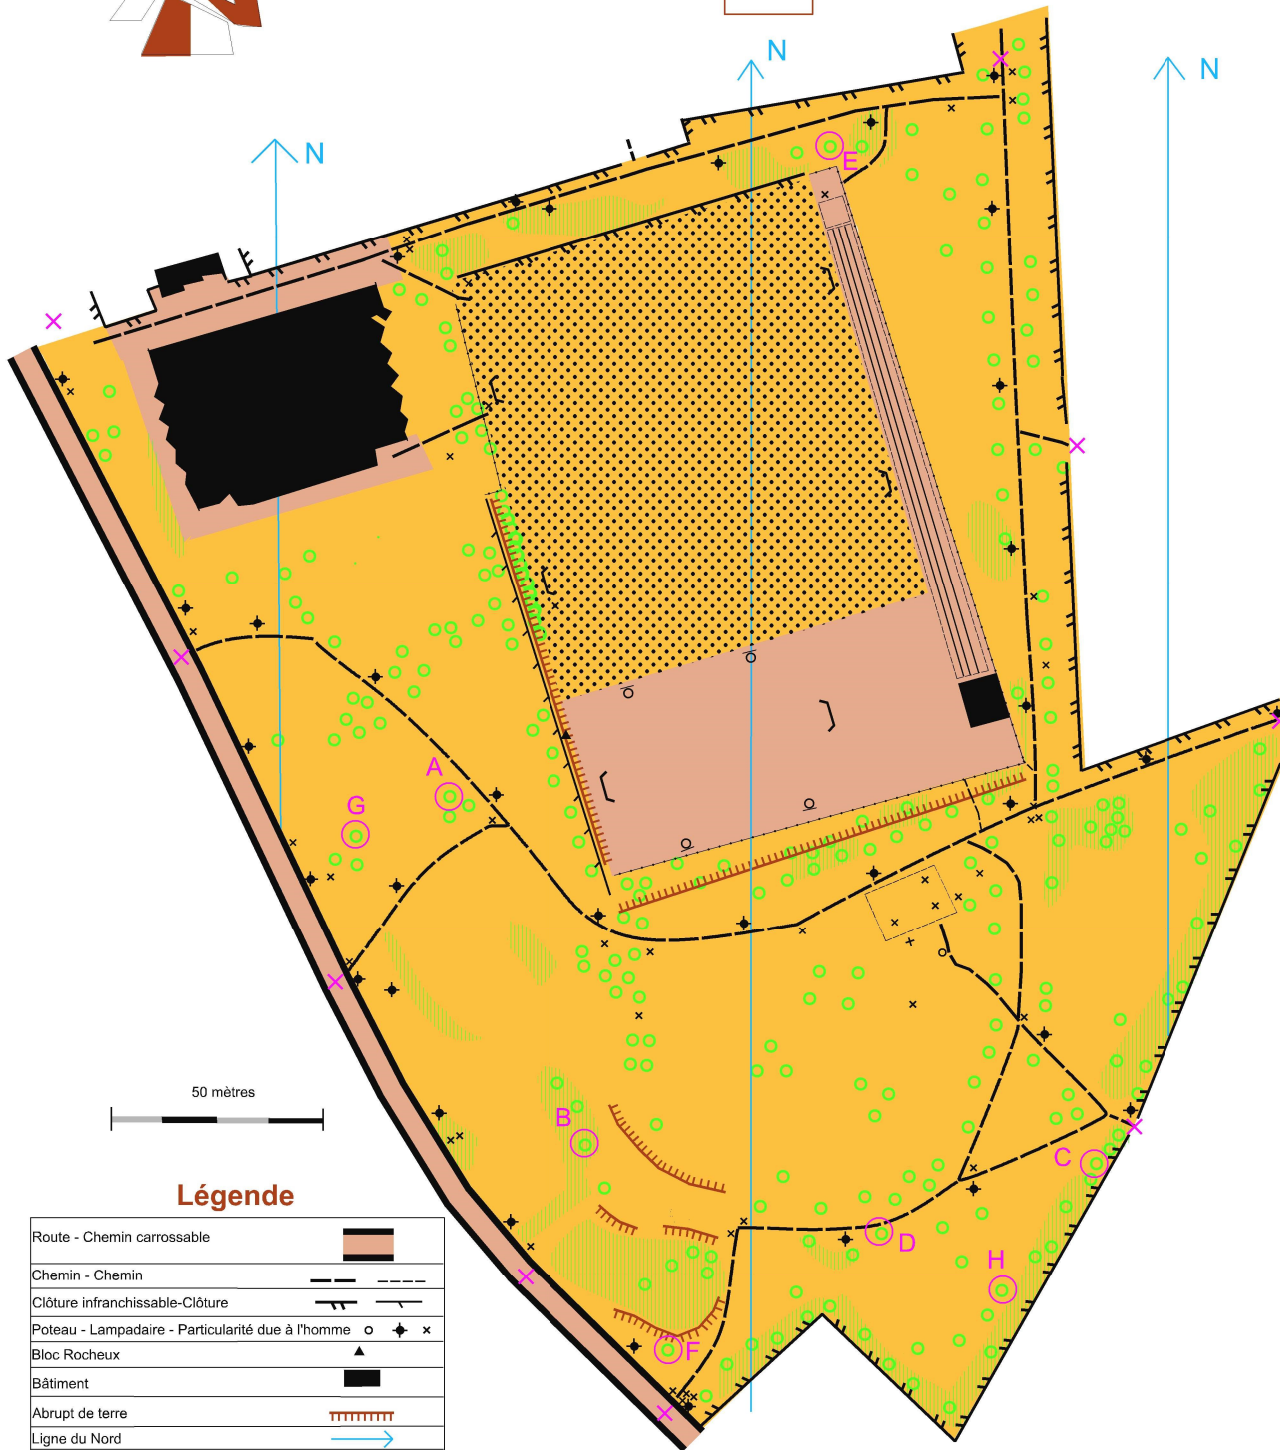 N
N
N
E
A
G
B
C
D
H
F
50 mètres
Légende
Route - Chemin carrossable
Chemin - Chemin
Clôture infranchissable-Clôture
Poteau - Lampadaire - Particularité due à l'homme
Bloc Rocheux
Bâtiment
Abrupt de terre
Ligne du Nord